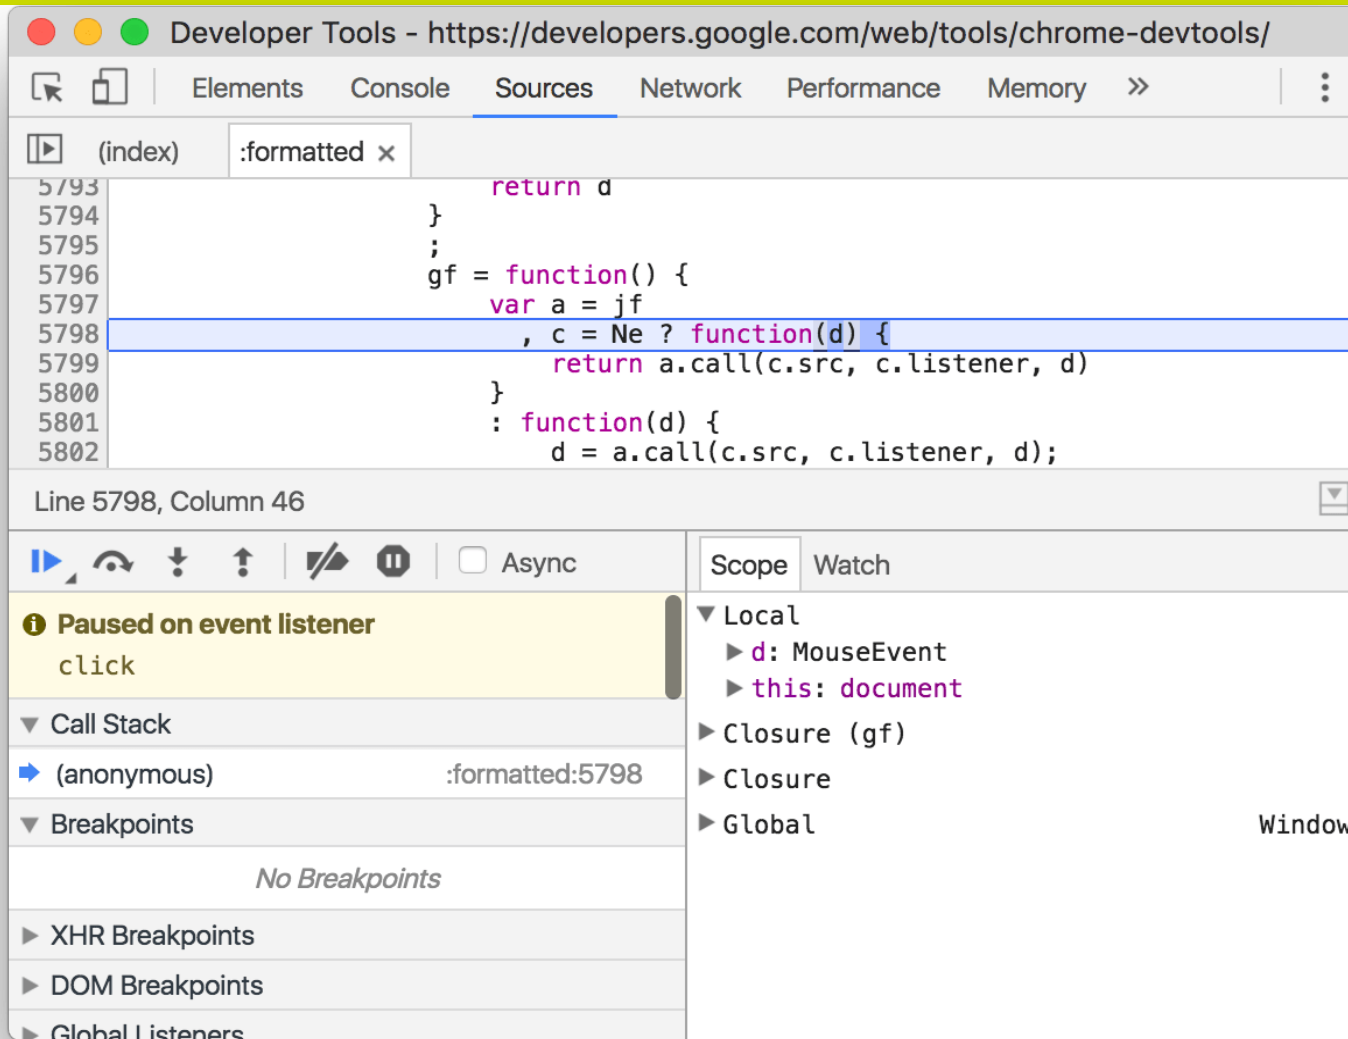 Developer Tools - https://developers.google.com/web/tools/chrome-devtools/
Elements Console Sources Network Performance Memory »
(index) :formatted ×
5793 return d
5794 }
5795 ;
5796 gf = function() {
5797 var a = jf
5798 , c = Ne ? function(d) {
5799 return a.call(c.src, c.listener, d)
5800 }
5801 : function(d) {
5802 d = a.call(c.src, c.listener, d);
Line 5798, Column 46
Async
Paused on event listener
click
Call Stack
(anonymous) :formatted:5798
Breakpoints
No Breakpoints
XHR Breakpoints
DOM Breakpoints
Global Listeners
Scope Watch
Local
d: MouseEvent
this: document
Closure (gf)
Closure
Global Window